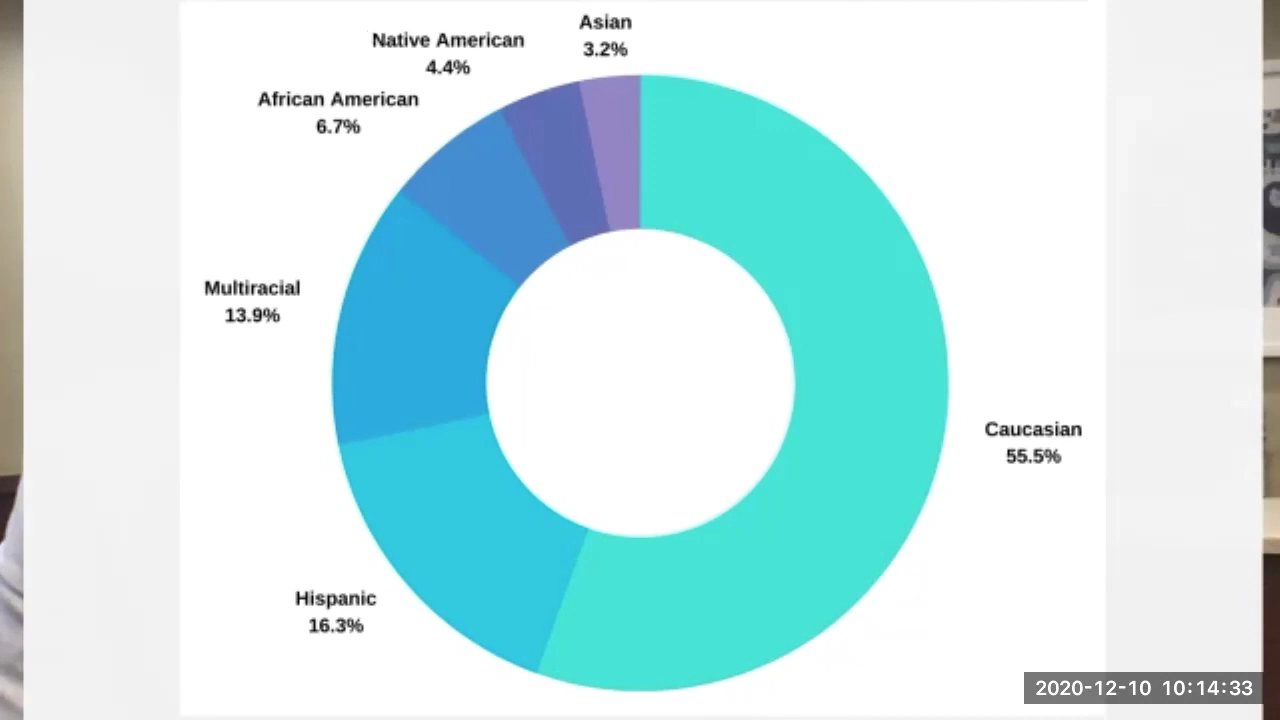 Asian
3.2%
Native American
4.4%
African American
6.7%
Multiracial
13.9%
Caucasian
55.5%
Hispanic
16.3%
2020-12-10 10:14:33